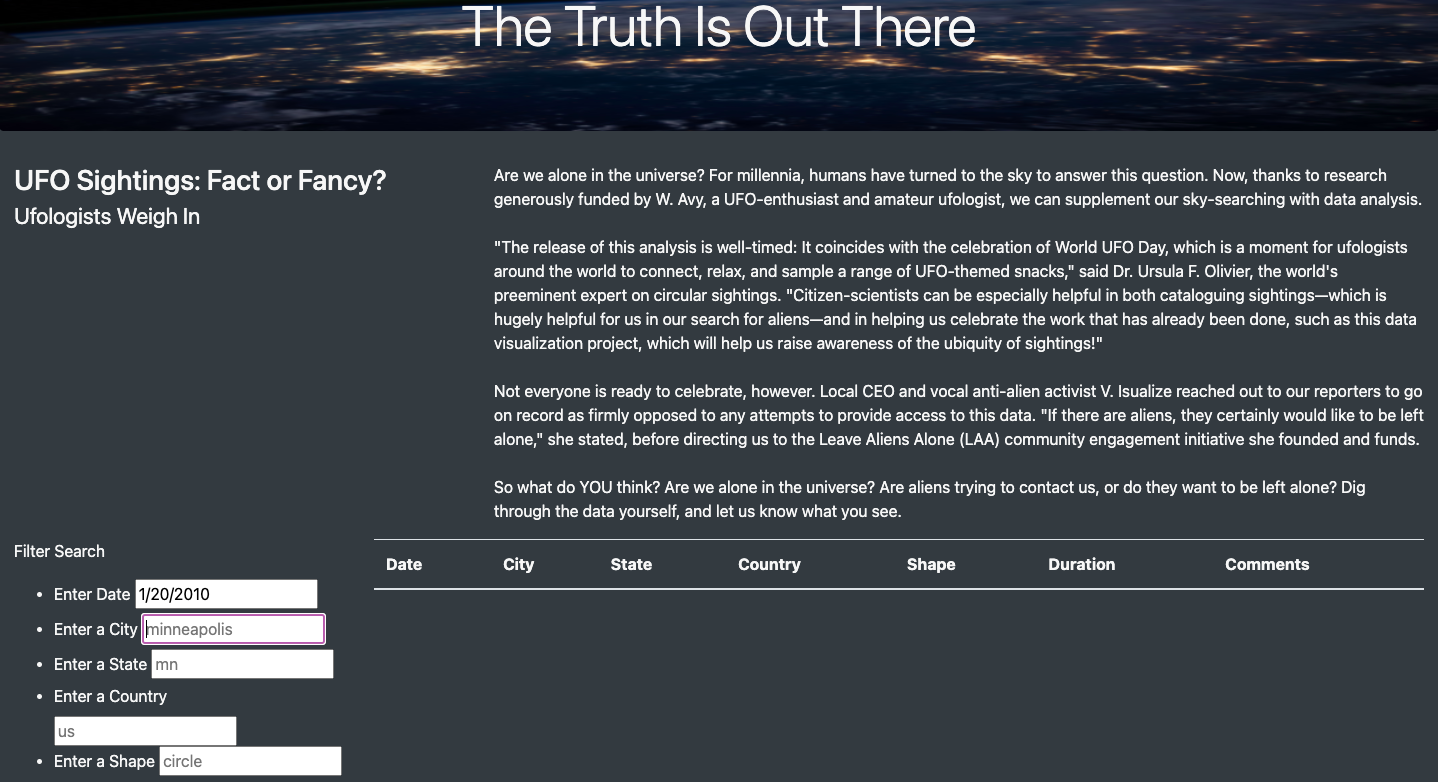 The Truth Is Out There
UFO Sightings: Fact or Fancy?
Ufologists Weigh In
Are we alone in the universe? For millennia, humans have turned to the sky to answer this question. Now, thanks to research
generously funded by W. Avy, a UFO-enthusiast and amateur ufologist, we can supplement our sky-searching with data analysis.
"The release of this analysis is well-timed: It coincides with the celebration of World UFO Day, which is a moment for ufologists
around the world to connect, relax, and sample a range of UFO-themed snacks," said Dr. Ursula F. Olivier, the world's
preeminent expert on circular sightings. "Citizen-scientists can be especially helpful in both cataloguing sightings—which is
hugely helpful for us in our search for aliens—and in helping us celebrate the work that has already been done, such as this data
visualization project, which will help us raise awareness of the ubiquity of sightings!"
Not everyone is ready to celebrate, however. Local CEO and vocal anti-alien activist V. Isualize reached out to our reporters to go
on record as firmly opposed to any attempts to provide access to this data. "If there are aliens, they certainly would like to be left
alone," she stated, before directing us to the Leave Aliens Alone (LAA) community engagement initiative she founded and funds.
So what do YOU think? Are we alone in the universe? Are aliens trying to contact us, or do they want to be left alone? Dig
through the data yourself, and let us know what you see.
Filter Search
Enter Date 1/20/2010
Enter a City minneapolis
Enter a State mn
Enter a Country
us
Enter a Shape circle
Date City State Country Shape Duration Comments